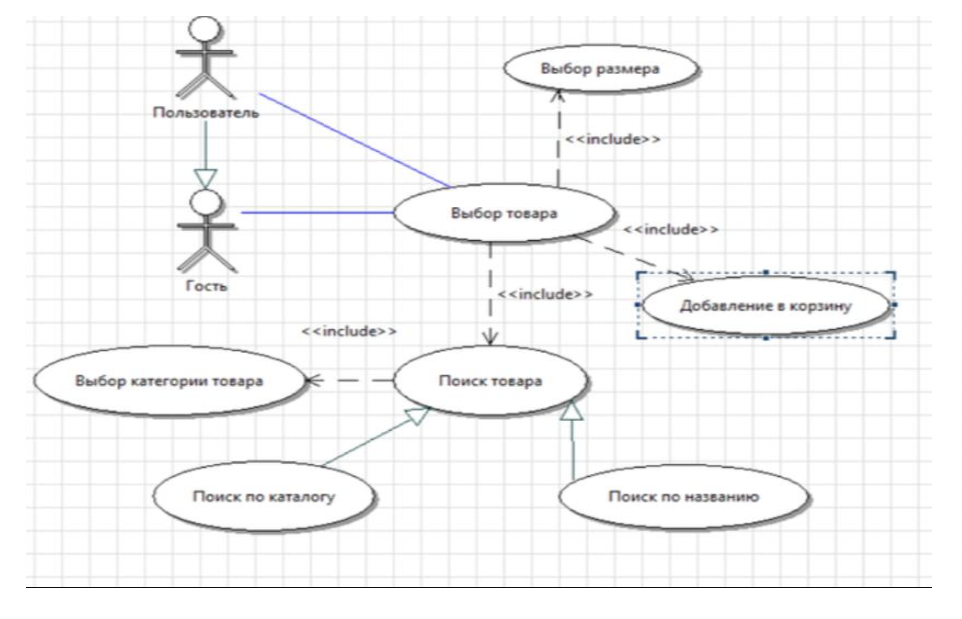 Выбор размера
Пользователь
<<include>>
Выбор товара
<<include>>
Гость
<<include>>
Добавление в корзину
<<include>>
Выбор категории товара
Поиск товара
Поиск по каталогу
Поиск по названию